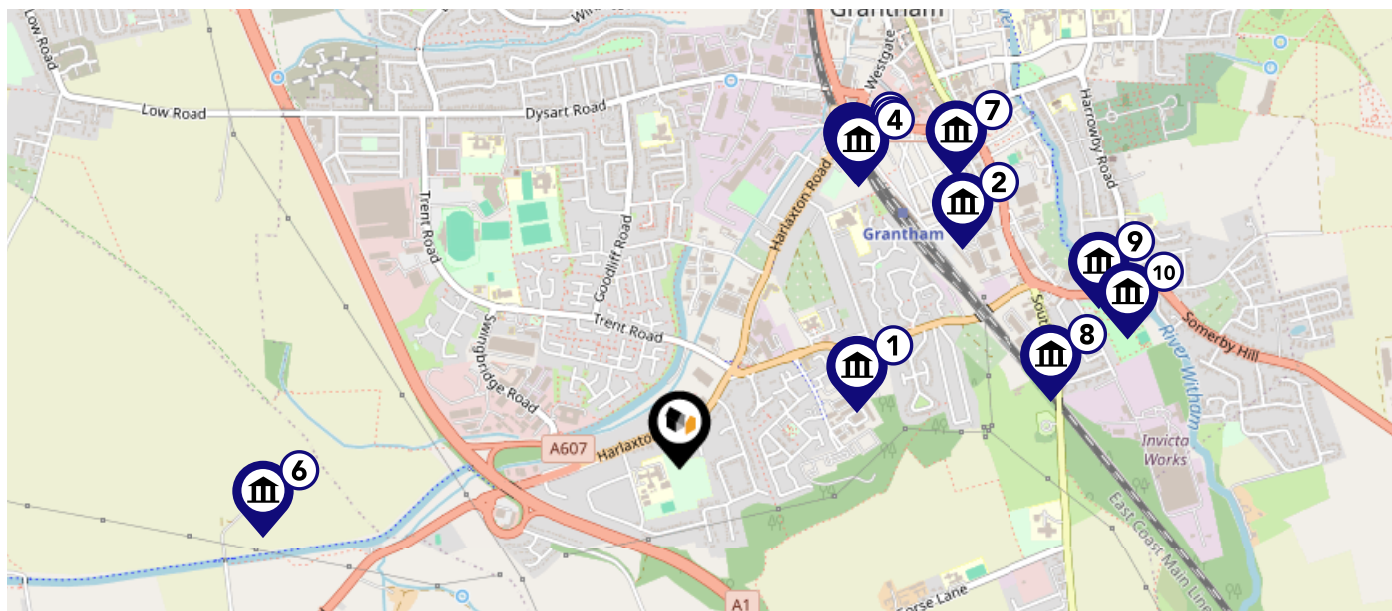 Grantham
Low Road
Westgate
Low Road
Dysart Road
4
7
Harrowby Road
2
Harlaxton Road
Trent Road
Grantham
9
10
Goodliff Road
Trent Road
Swingbridge Road
1
8
Somerby Hill
River Witham
A607
Invicta
Works
6
East Coast Main Line
A1